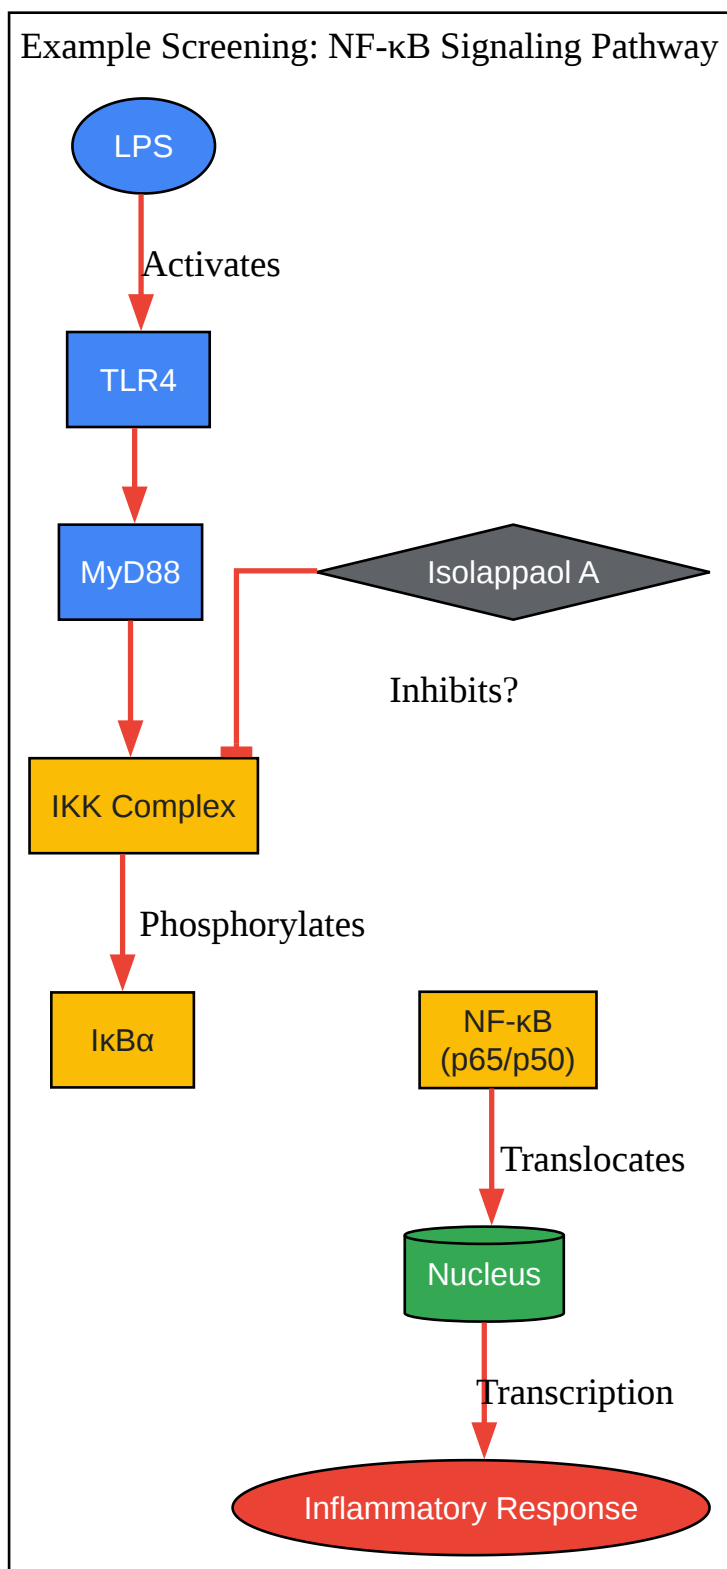 Example Screening: NF-κB Signaling Pathway
LPS
Activates
TLR4
MyD88
Isolappaol A
Inhibits?
IKK Complex
Phosphorylates
IκBα
NF-κB
(p65/p50)
Translocates
Nucleus
Transcription
Inflammatory Response